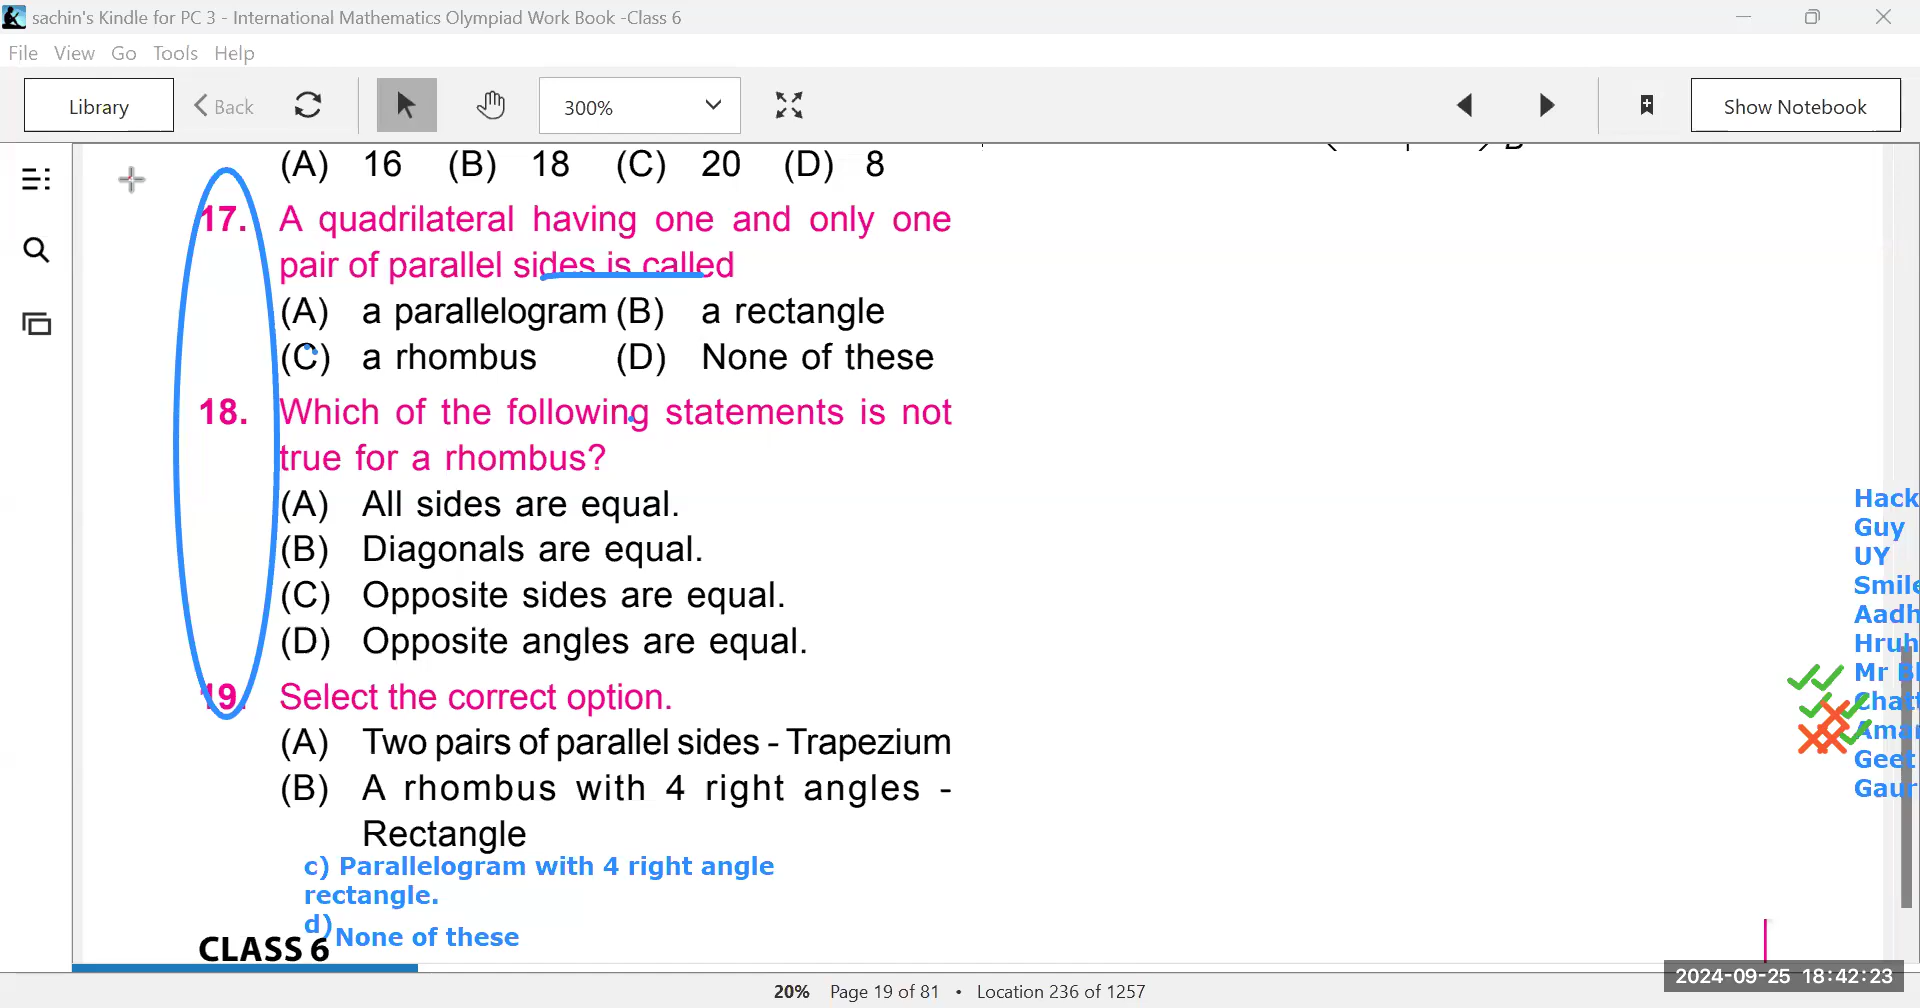 sachin's Kindle for PC 3 - International Mathematics Olympiad Work Book -Class 6
File View Go Tools Help
Library Back 300% Show Notebook
(A) 16 (B) 18 (C) 20 (D) 8
17. A quadrilateral having one and only one
pair of parallel sides is called
(A) a parallelogram (B) a rectangle
(C) a rhombus (D) None of these
18. Which of the following statements is not
true for a rhombus?
(A) All sides are equal.
(B) Diagonals are equal.
(C) Opposite sides are equal.
(D) Opposite angles are equal.
19. Select the correct option.
(A) Two pairs of parallel sides - Trapezium
(B) A rhombus with 4 right angles -
Rectangle
c) Parallelogram with 4 right angle
rectangle.
d)
None of these
CLASS 6
Hack
Guy
UY
Smile
Aadh
Hruh
Mr
Geet
Gaur
2024-09-25 18:42:23
20% Page 19 of 81 • Location 236 of 1257